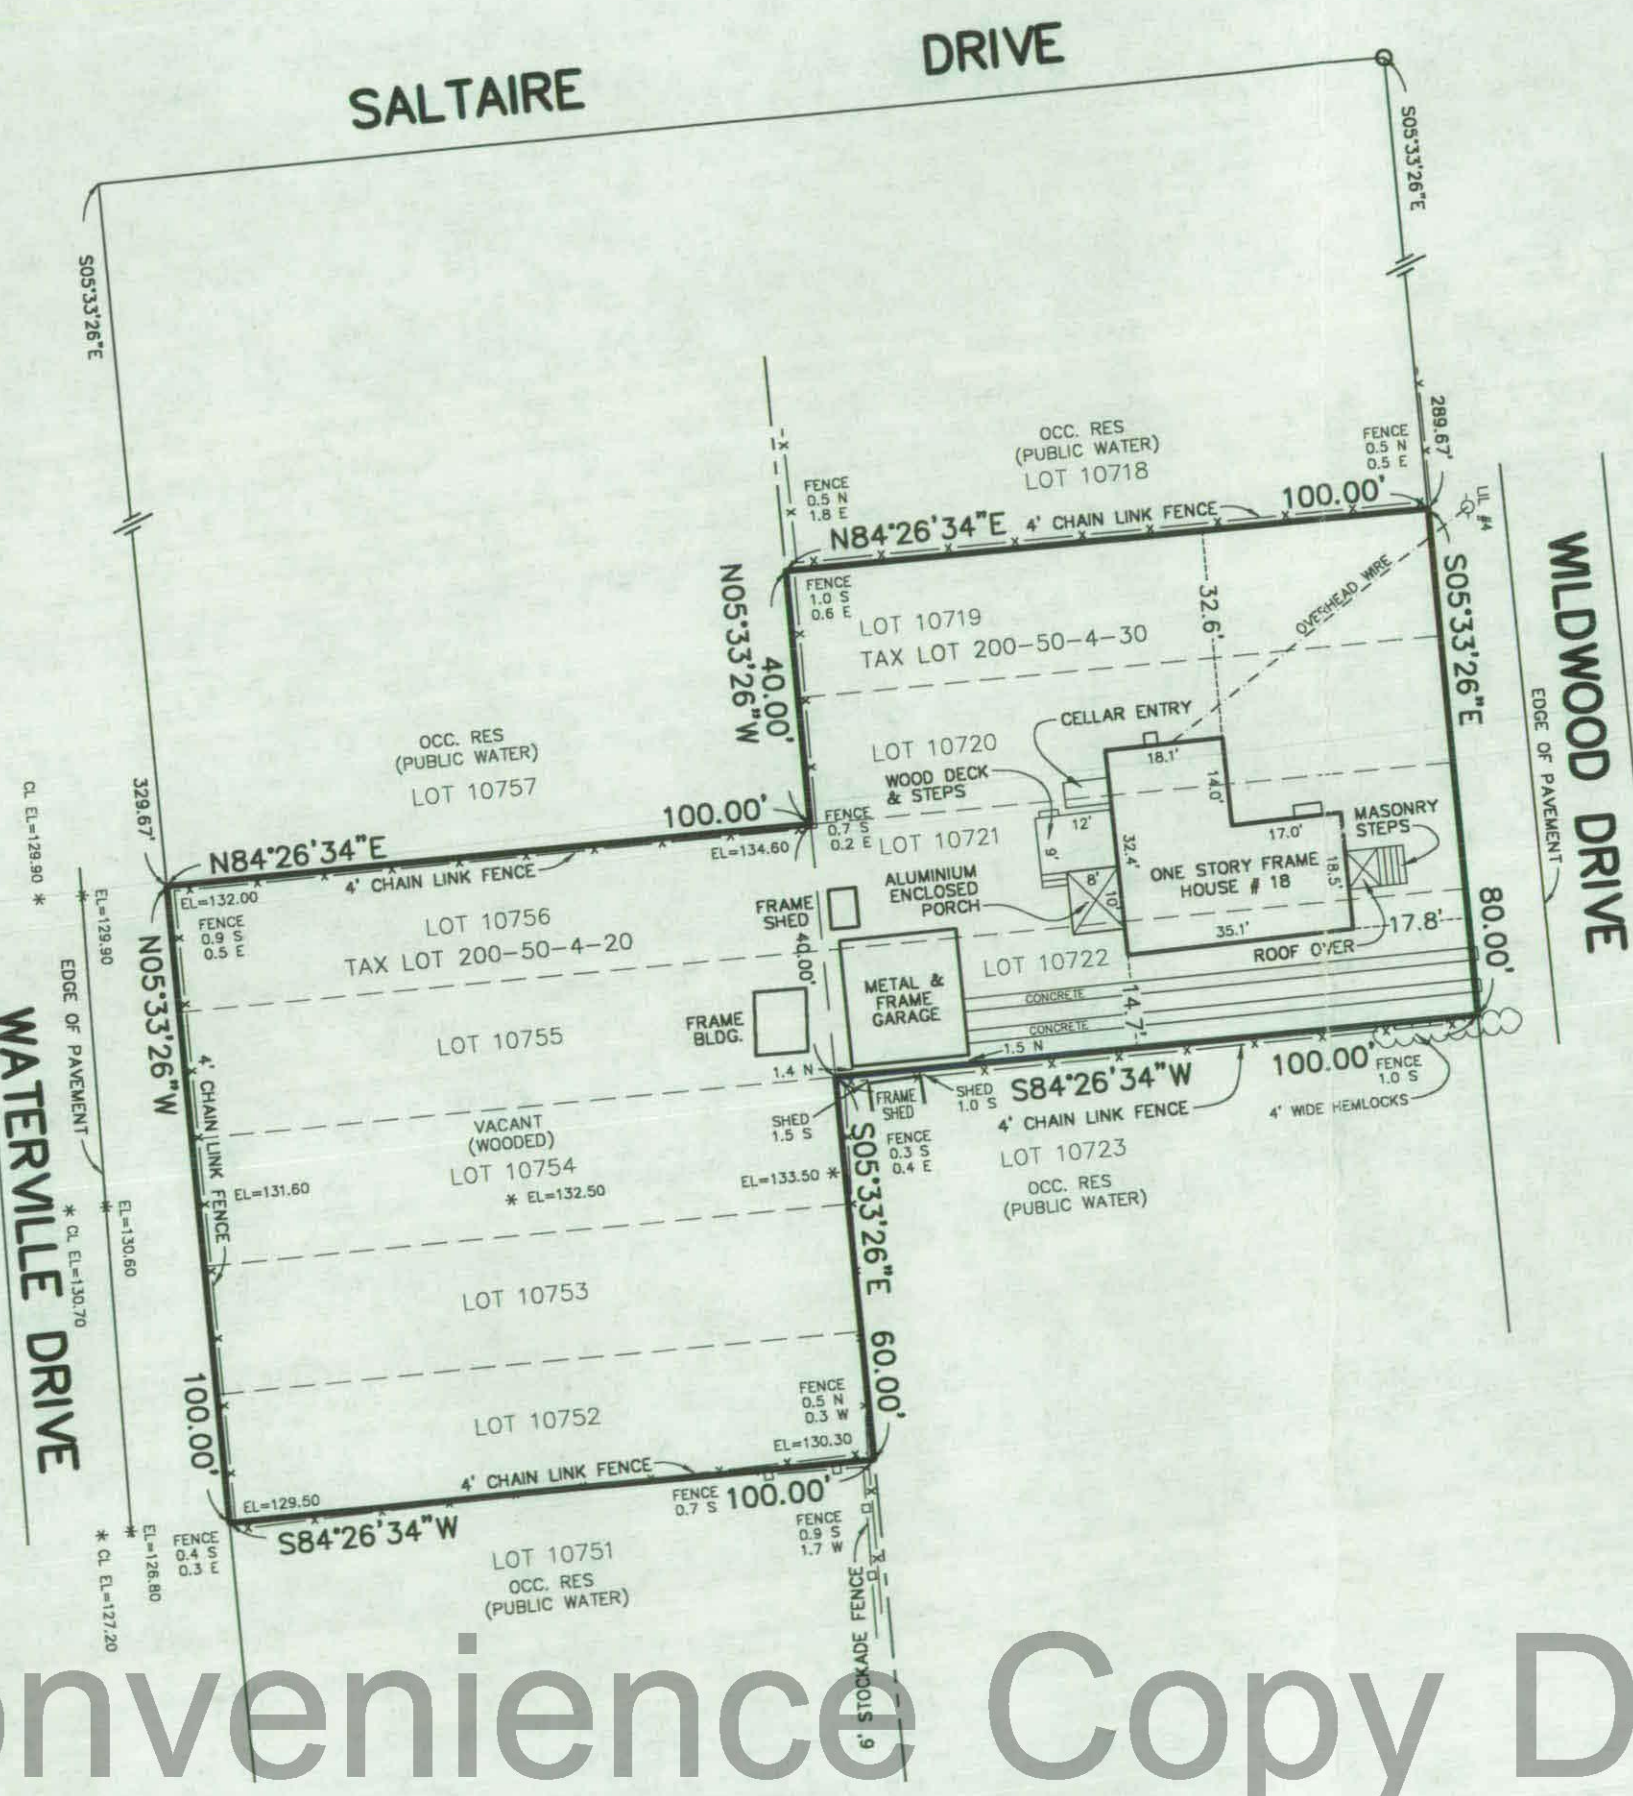 SALTAIRE DRIVE
S05°33'26"E
S05°33'26"E
289.67'
FENCE
0.5 N
0.5 E
OCC. RES
(PUBLIC WATER)
LOT 10718
FENCE
0.5 N
1.8 E
N84°26'34"E
4' CHAIN LINK FENCE
100.00'
WILDWOOD DRIVE
EDGE OF PAVEMENT
S05°33'26"E
80.00'
N05°33'26"W
40.00'
FENCE
1.0 S
0.6 E
LOT 10719
TAX LOT 200-50-4-30
32.6'
OVERHEAD WIRE
CELLAR ENTRY
LOT 10720
WOOD DECK
& STEPS
18.1'
14.0'
17.0'
MASONRY
STEPS
12'
9'
32.4'
ONE STORY FRAME
HOUSE # 18
18.5'
LOT 10721
ALUMINIUM
ENCLOSED
PORCH
8'
10'
35.1'
17.8'
ROOF OVER
OCC. RES
(PUBLIC WATER)
LOT 10757
329.67'
N84°26'34"E
4' CHAIN LINK FENCE
100.00'
FENCE
0.7 S
0.2 E
EL=134.60
CL EL=129.90 *
EL=129.90
EL=132.00
FENCE
0.9 S
0.5 E
LOT 10756
TAX LOT 200-50-4-20
FRAME
SHED
40.00'
METAL &
FRAME
GARAGE
LOT 10722
CONCRETE
CONCRETE
14.7'
1.5 N
FRAME
BLDG.
LOT 10755
1.4 N
N05°33'26"W
EDGE OF PAVEMENT
WATERVILLE DRIVE
4' CHAIN LINK FENCE
SHED
1.5 S
FRAME
SHED
SHED
1.0 S
S84°26'34"W
100.00'
FENCE
1.0 S
4' CHAIN LINK FENCE
4' WIDE HEMLOCKS
LOT 10723
OCC. RES
(PUBLIC WATER)
FENCE
0.3 S
0.4 E
VACANT
(WOODED)
LOT 10754
* EL=132.50
EL=133.50 *
EL=131.60
EL=130.60
* CL EL=130.70
S05°33'26"E
60.00'
LOT 10753
LOT 10752
100.00'
FENCE
0.5 N
0.3 W
EL=130.30
4' CHAIN LINK FENCE
EL=129.50
S84°26'34"W
FENCE
0.7 S
100.00'
FENCE
0.9 S
1.7 W
FENCE
0.4 S
0.3 E
EL=126.80
* CL EL=127.20
LOT 10751
OCC. RES
(PUBLIC WATER)
6' STOCKADE FENCE
onvenience Copy D